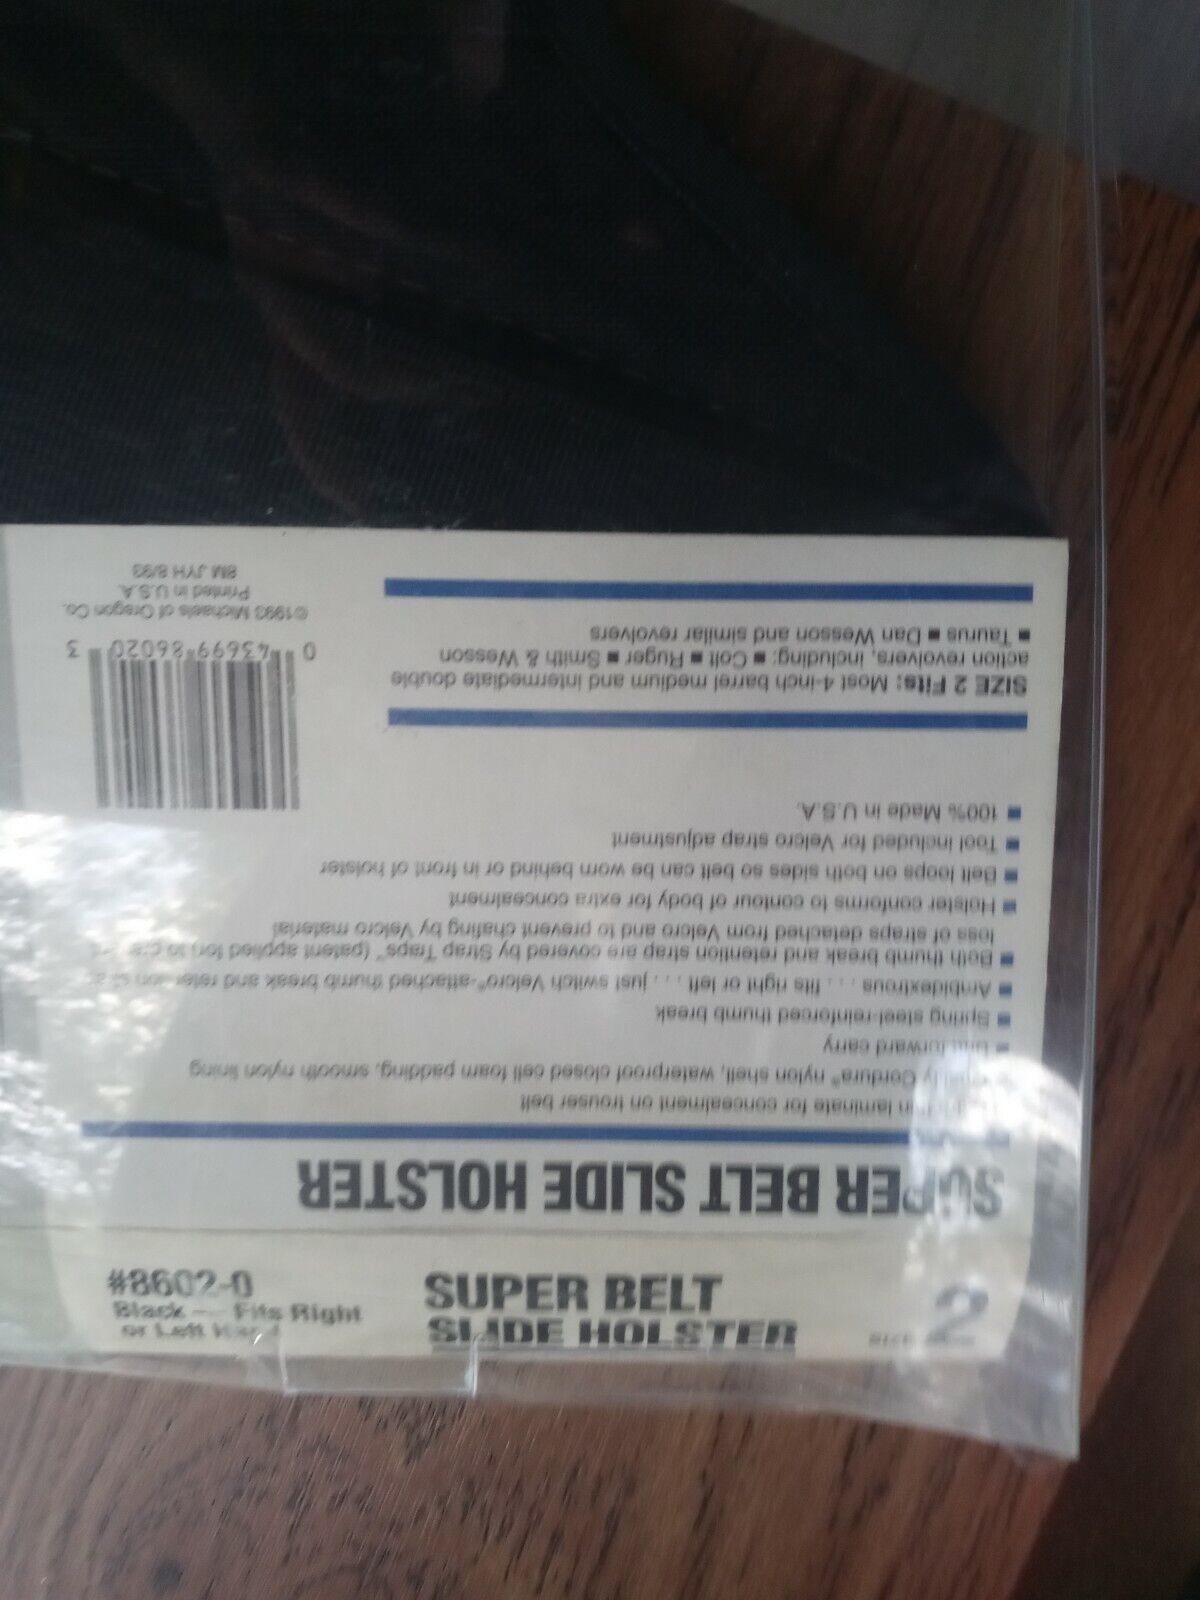 #8602-0
Black — Fits Right
or Left
SUPER BELT
SLIDE HOLSTER
SIZE
2
SUPER BELT SLIDE HOLSTER
laminate for concealment on trouser belt
Cordura® nylon shell, waterproof closed cell foam padding, smooth nylon lining
forward carry
■ Spring steel-reinforced thumb break
■ Ambidextrous . . . fits right or left . . . just switch Velcro®-attached thumb break and retention
■ Both thumb break and retention strap are covered by Strap Traps™ (patent applied for) to
loss of straps detached from Velcro and to prevent chafing by Velcro material
■ Holster conforms to contour of body for extra concealment
■ Belt loops on both sides so belt can be worn behind or in front of holster
■ Tool included for Velcro strap adjustment
■ 100% Made in U.S.A.
SIZE 2 Fits: Most 4-inch barrel medium and intermediate double
action revolvers, including: ■ Colt ■ Ruger ■ Smith & Wesson
■ Taurus ■ Dan Wesson and similar revolvers
0 43699 86020 3
©1993 Michaels of Oregon Co.
Printed in U.S.A.
8M JYH 8/93